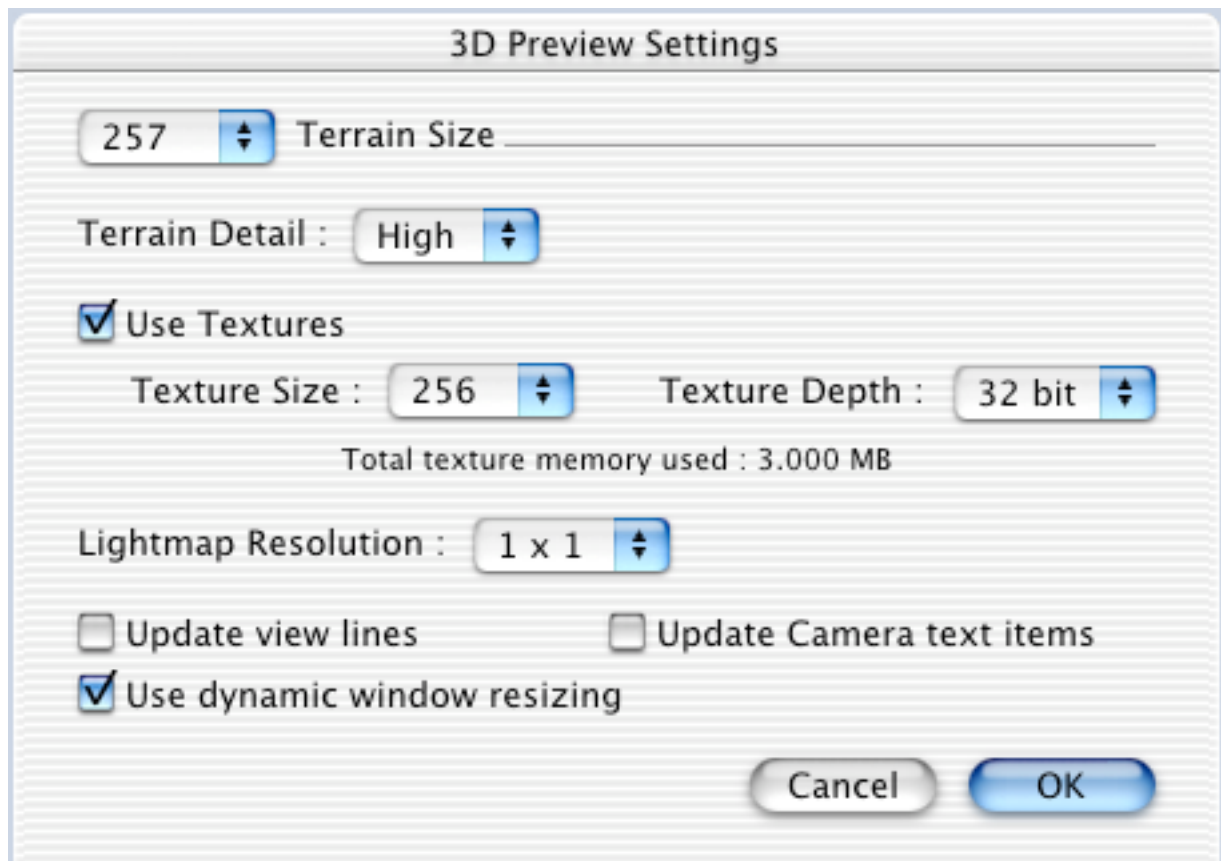 3D Preview Settings
257 Terrain Size
Terrain Detail : High
Use Textures
Texture Size : 256 Texture Depth : 32 bit
Total texture memory used : 3.000 MB
Lightmap Resolution : 1 x 1
Update view lines Update Camera text items
Use dynamic window resizing
Cancel OK